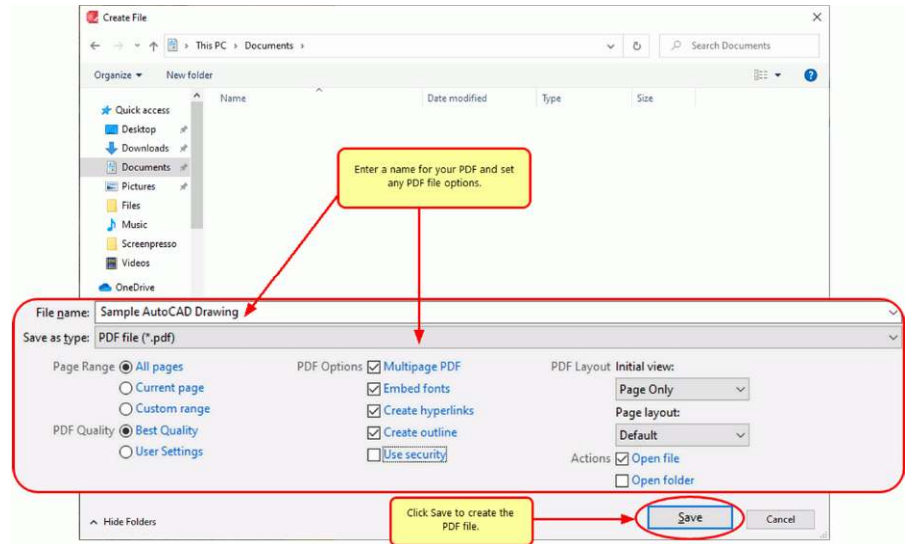 Create File
This PC > Documents >
Search Documents
Organize
New folder
Name
Date modified
Type
Size
Quick access
Desktop
Downloads
Documents
Pictures
Files
Music
Screenpresso
Videos
OneDrive
Enter a name for your PDF and set
any PDF file options.
File name: Sample AutoCAD Drawing
Save as type: PDF file (*.pdf)
Page Range All pages
Current page
Custom range
PDF Quality Best Quality
User Settings
PDF Options Multipage PDF
Embed fonts
Create hyperlinks
Create outline
Use security
PDF Layout Initial view:
Page Only
Page layout:
Default
Actions Open file
Open folder
Hide Folders
Click Save to create the
PDF file.
Save
Cancel